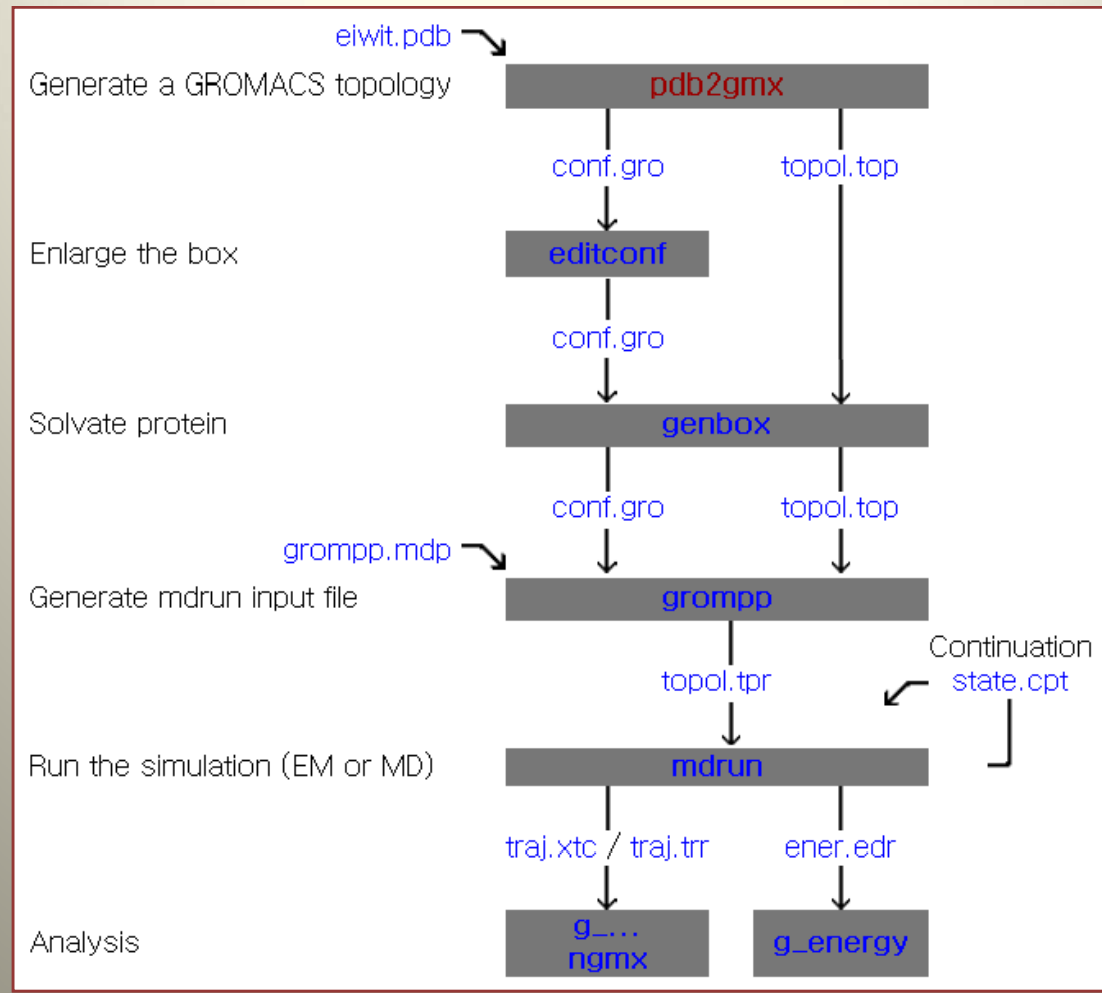 eiwit.pdb
Generate a GROMACS topology
pdb2gmx
conf.gro
topol.top
Enlarge the box
editconf
conf.gro
Solvate protein
genbox
conf.gro
topol.top
grompp.mdp
Generate mdrun input file
grompp
Continuation
topol.tpr
state.cpt
Run the simulation (EM or MD)
mdrun
traj.xtc / traj.trr
ener.edr
Analysis
g_...
ngmx
g_energy